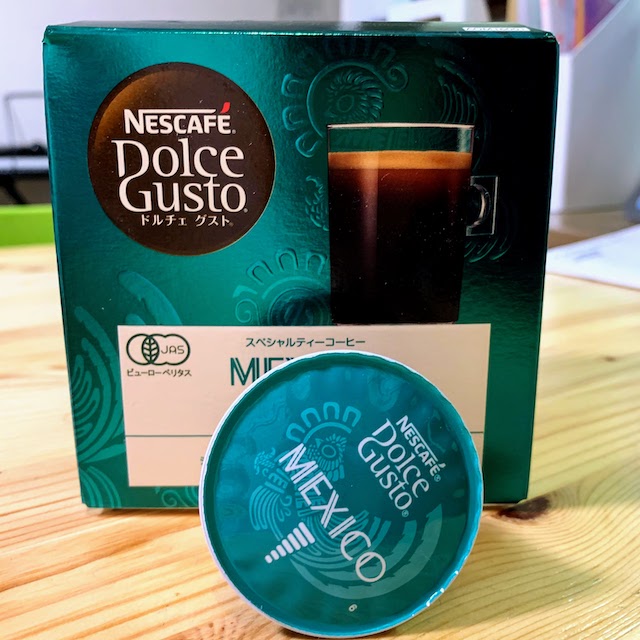 NESCAFÉ®
Dolce
Gusto®
ドルチェ グスト®
JAS
ビューローベリタス
スペシャルティーコーヒー
NESCAFÉ®
Dolce
Gusto®
MEXICO
6